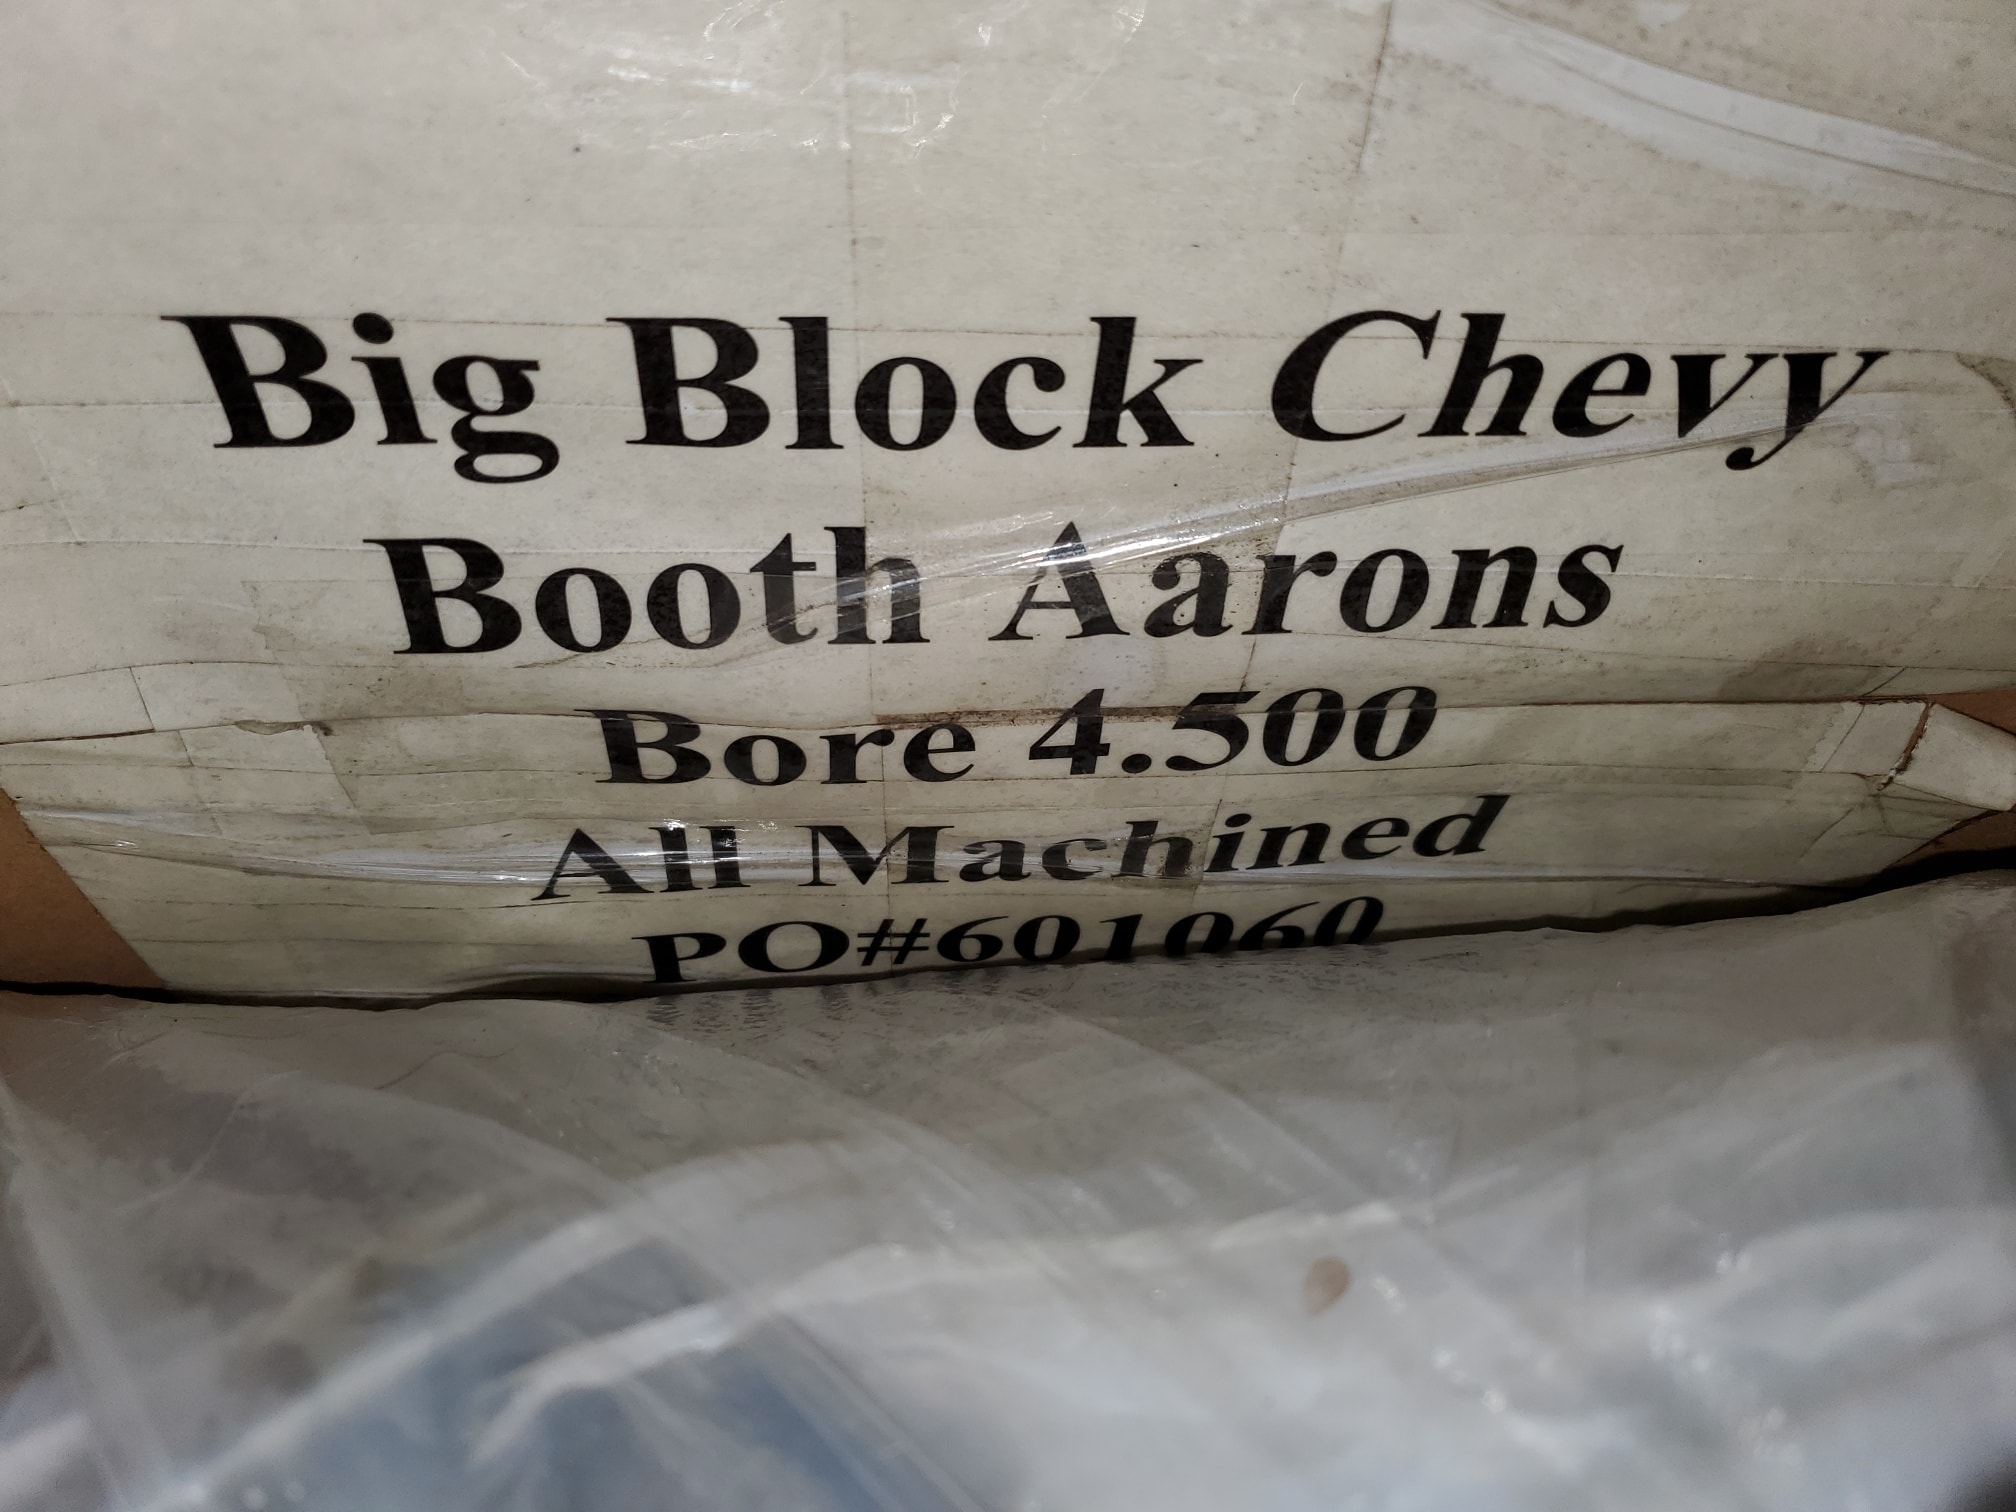 Big Block Chevy
Booth Aarons
Bore 4.500
All Machined
PO#601060